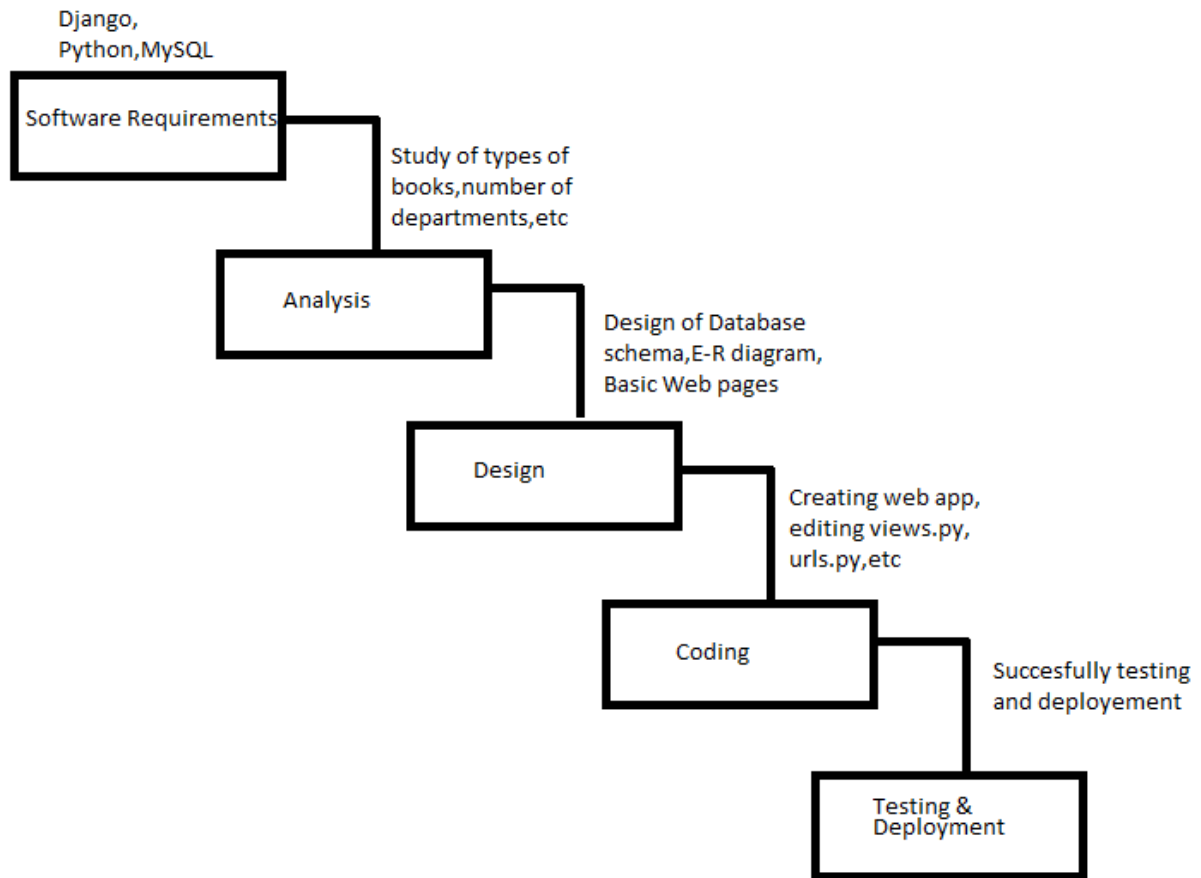 Django,
Python,MySQL
Software Requirements
Study of types of
books,number of
departments,etc
Analysis
Design of Database
schema,E-R diagram,
Basic Web pages
Design
Creating web app,
editing views.py,
urls.py,etc
Coding
Succesfully testing
and deployement
Testing &
Deployment